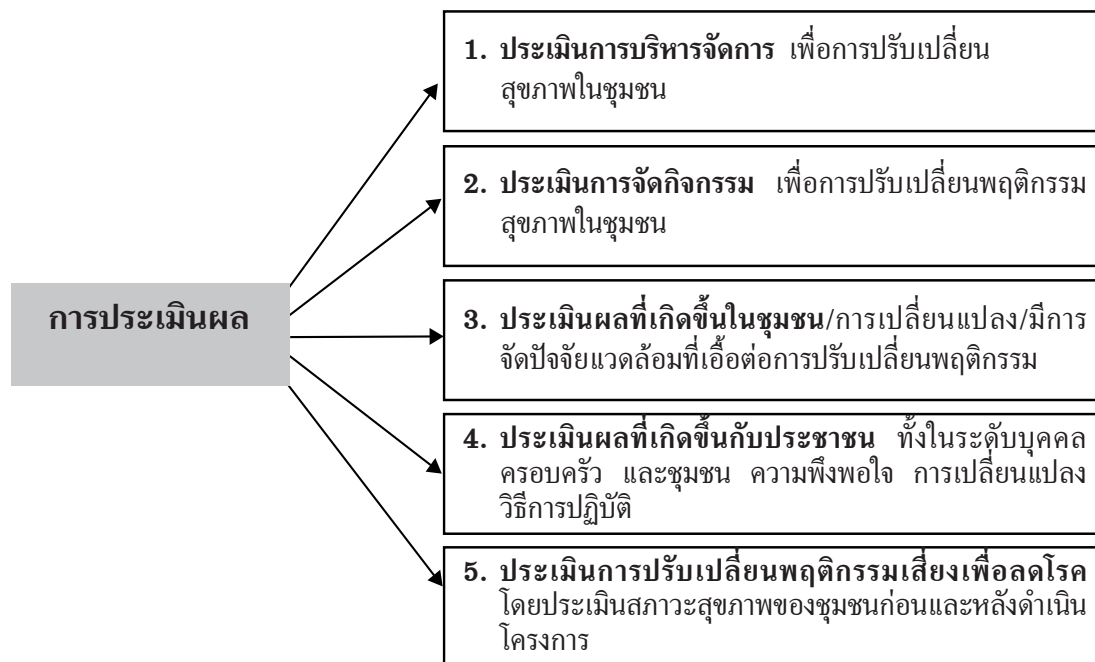 1. ประเมินการบริหารจัดการ เพื่อการปรับเปลี่ยน
สุขภาพในชุมชน
2. ประเมินการจัดกิจกรรม เพื่อการปรับเปลี่ยนพฤติกรรม
สุขภาพในชุมชน
การประเมินผล
3. ประเมินผลที่เกิดขึ้นในชุมชน/การเปลี่ยนแปลง/มีการ
จัดปัจจัยแวดล้อมที่เอื้อต่อการปรับเปลี่ยนพฤติกรรม
4. ประเมินผลที่เกิดขึ้นกับประชาชน ทั้งในระดับบุคคล
ครอบครัว และชุมชน ความพึงพอใจ การเปลี่ยนแปลง
วิธีการปฏิบัติ
5. ประเมินการปรับเปลี่ยนพฤติกรรมเสี่ยงเพื่อลดโรค
โดยประเมินสภาวะสุขภาพของชุมชนก่อนและหลังดำเนิน
โครงการ